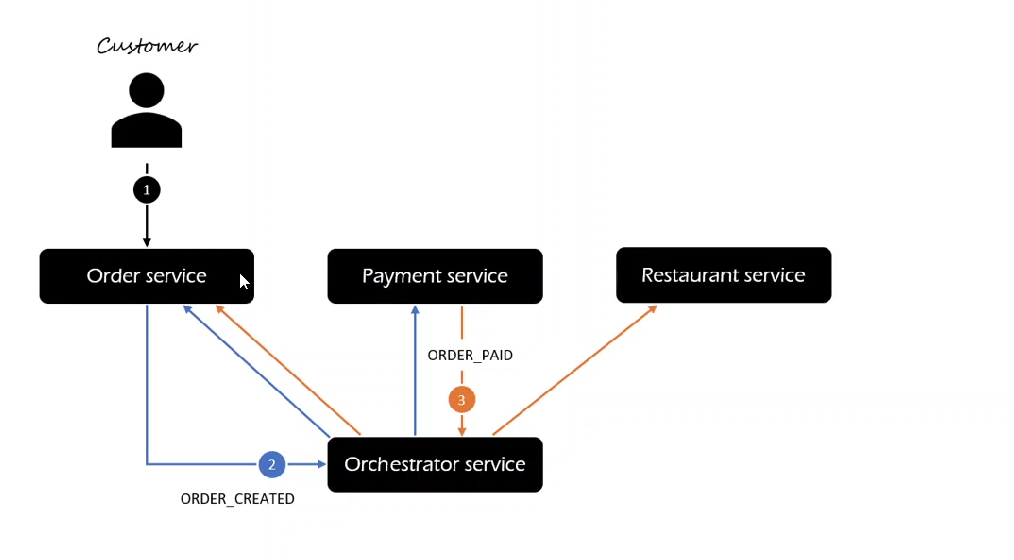 Customer
1
Order service
Payment service
Restaurant service
ORDER_PAID
3
Orchestrator service
2
ORDER_CREATED